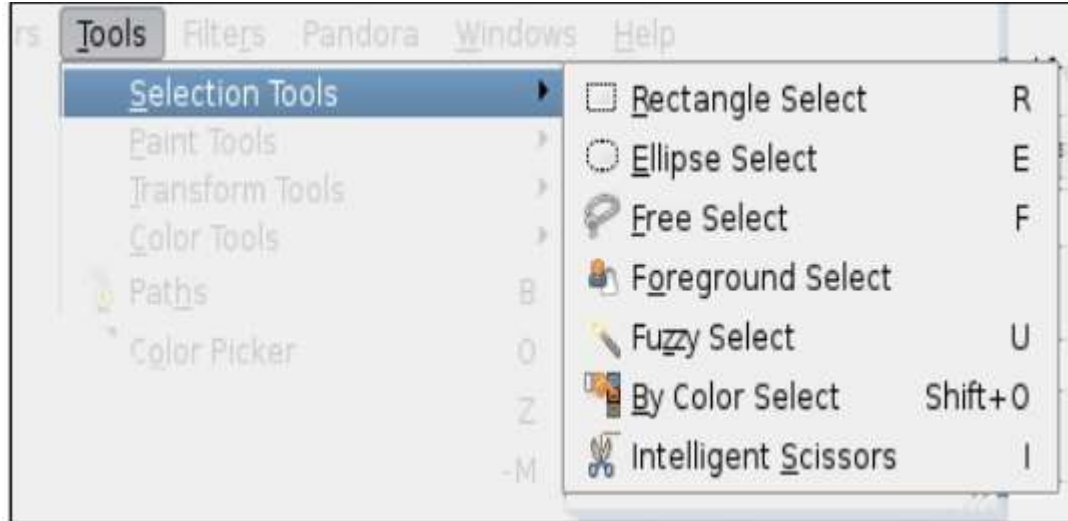 rs Tools Filters Pandora Windows Help
Selection Tools
Paint Tools
Transform Tools
Color Tools
Paths B
Color Picker O
Z
-M
Rectangle Select R
Ellipse Select E
Free Select F
Foreground Select
Fuzzy Select U
By Color Select Shift+O
Intelligent Scissors I